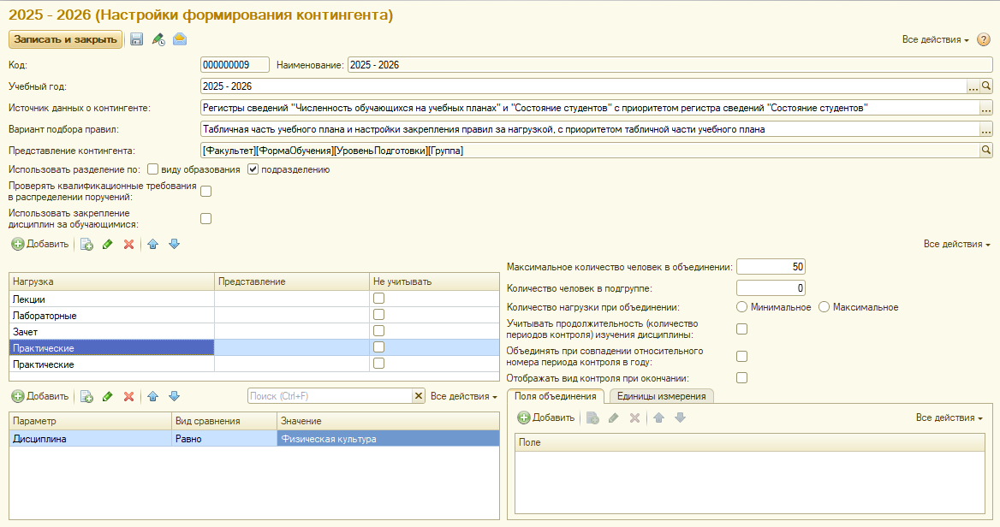 2025 - 2026 (Настройки формирования контингента)
Записать и закрыть
Все действия
?
Код:
000000009
Наименование:
2025 - 2026
Учебный год:
2025 - 2026
...
Источник данных о контингенте:
Регистры сведений "Численность обучающихся на учебных планах" и "Состояние студентов" с приоритетом регистра сведений "Состояние студентов"
...
Вариант подбора правил:
Табличная часть учебного плана и настройки закрепления правил за нагрузкой, с приоритетом табличной части учебного плана
...
Представление контингента:
[Факультет][ФормаОбучения][УровеньПодготовки][Группа]
Использовать разделение по:
виду образования
подразделению
Проверять квалификационные требования
в распределении поручений:
Использовать закрепление
дисциплин за обучающимися:
Добавить
Все действия
Нагрузка
Представление
Не учитывать
Лекции
Лабораторные
Зачет
Практические
Практические
Максимальное количество человек в объединении:
50
Количество человек в подгруппе:
0
Количество нагрузки при объединении:
Минимальное
Максимальное
Учитывать продолжительность (количество
периодов контроля) изучения дисциплины:
Объединять при совпадении относительного
номера периода контроля в году:
Отображать вид контроля при окончании:
Добавить
Поиск (Ctrl+F)
Все действия
Параметр
Вид сравнения
Значение
Дисциплина
Равно
Физическая культура
Поля объединения
Единицы измерения
Добавить
Все действия
Поле